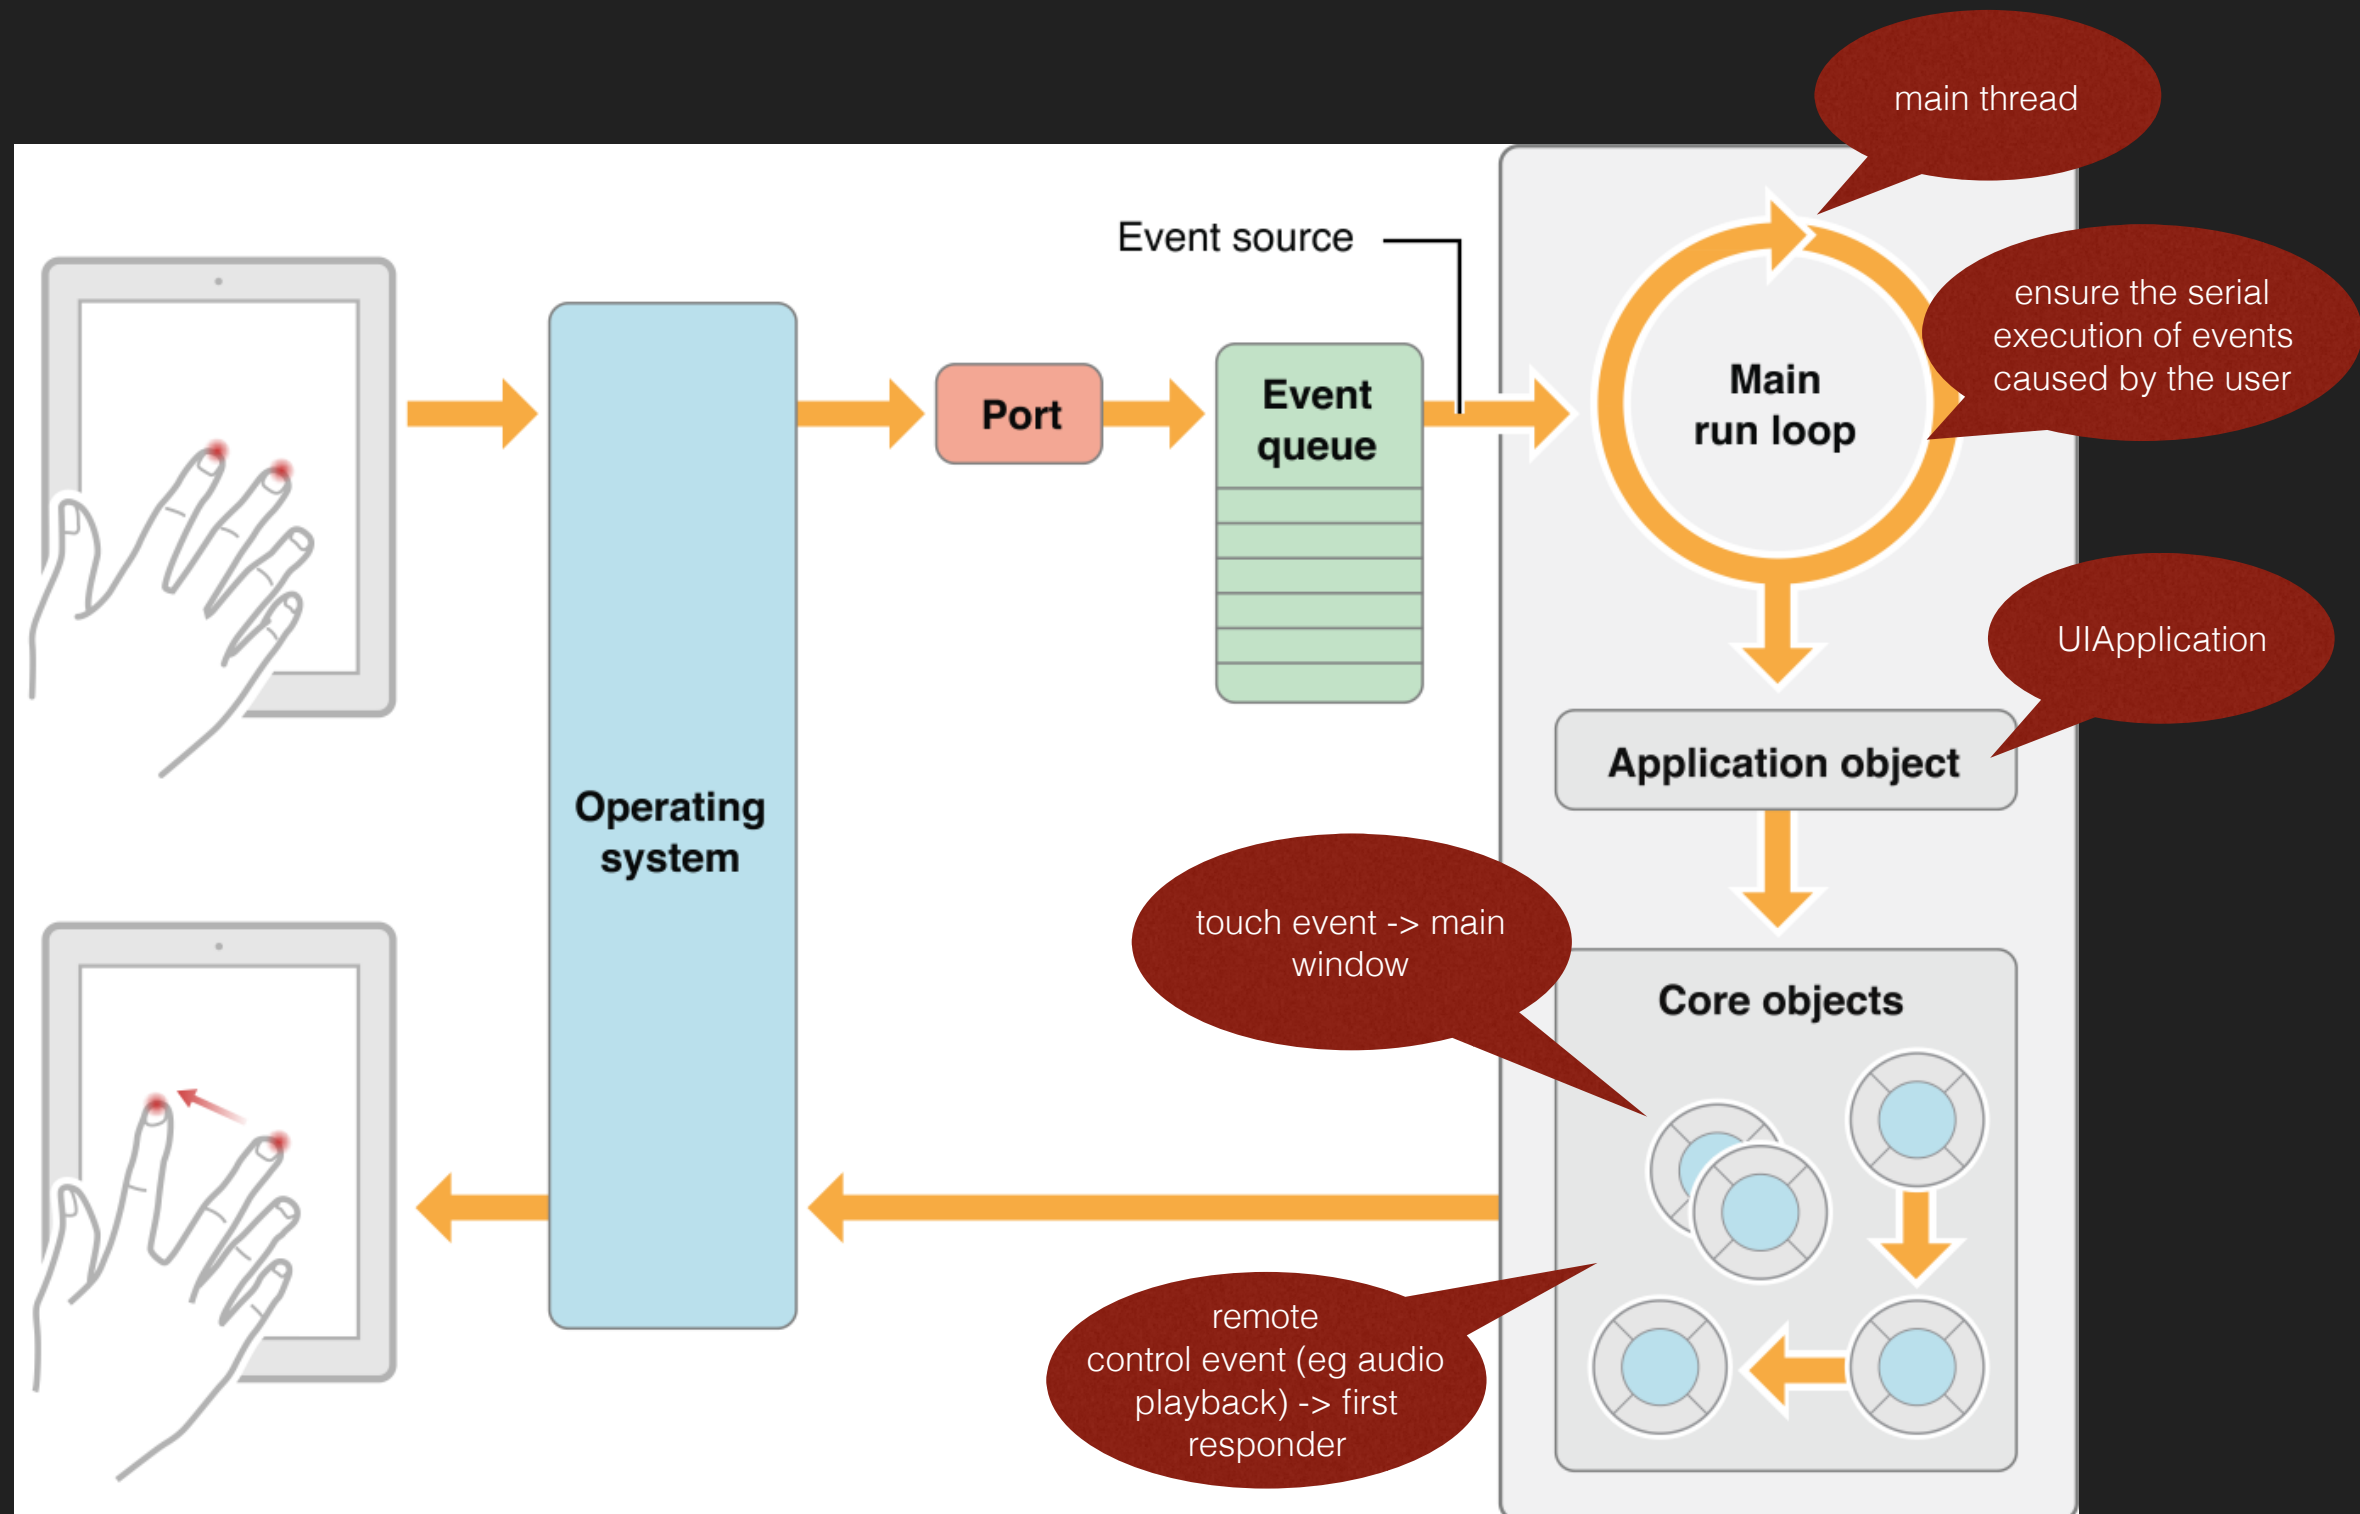 main thread
Event source
ensure the serial
execution of events
caused by the user
Main
run loop
Port
Event
queue
UIApplication
Application object
Operating
system
touch event -> main
window
Core objects
remote
control event (eg audio
playback) -> first
responder